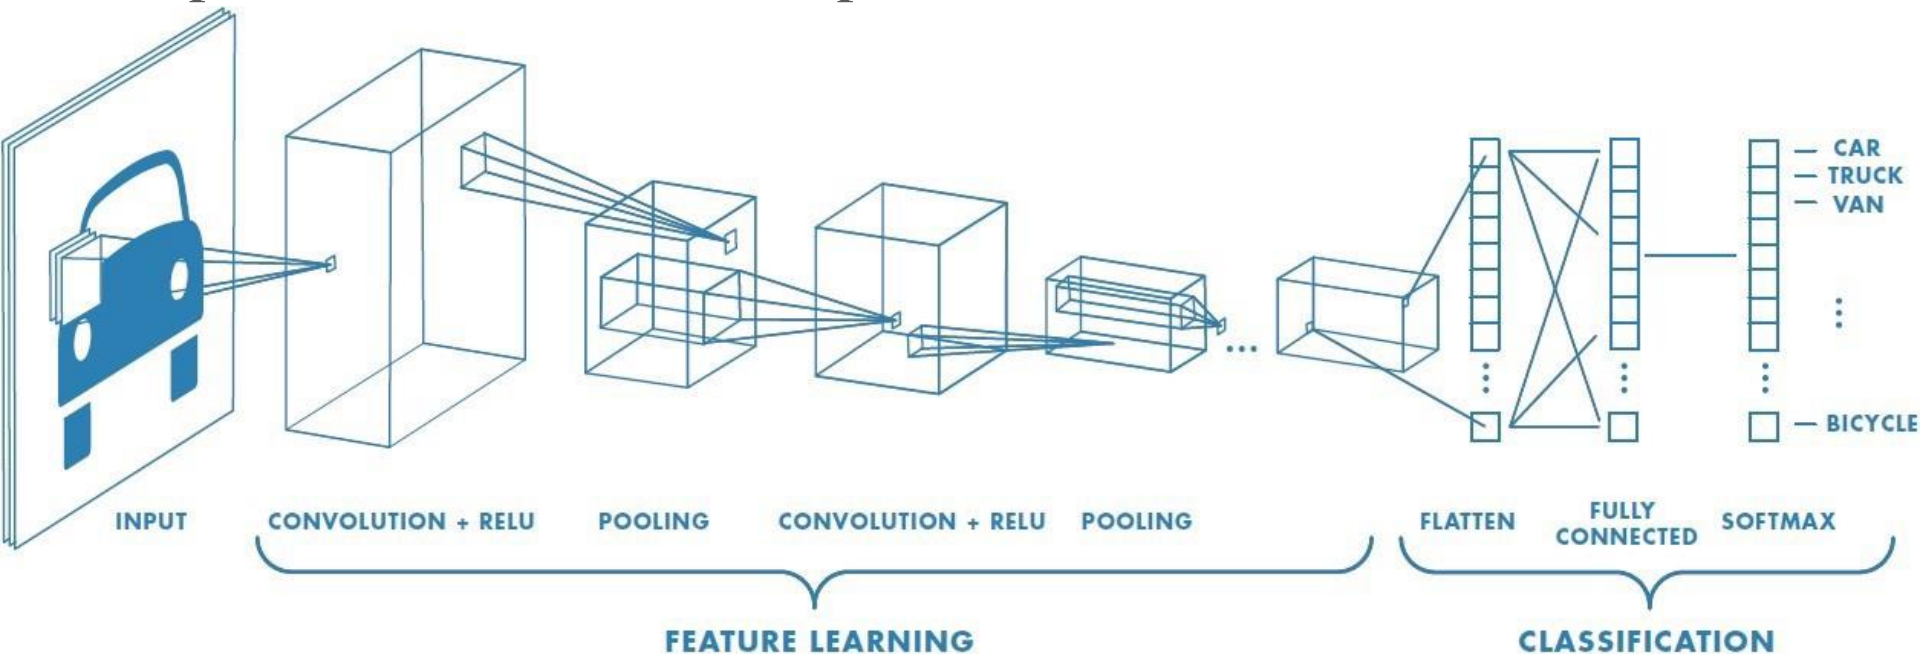 CAR
TRUCK
VAN
BICYCLE
INPUT
CONVOLUTION + RELU
POOLING
CONVOLUTION + RELU
POOLING
FLATTEN
FULLY
CONNECTED
SOFTMAX
FEATURE LEARNING
CLASSIFICATION